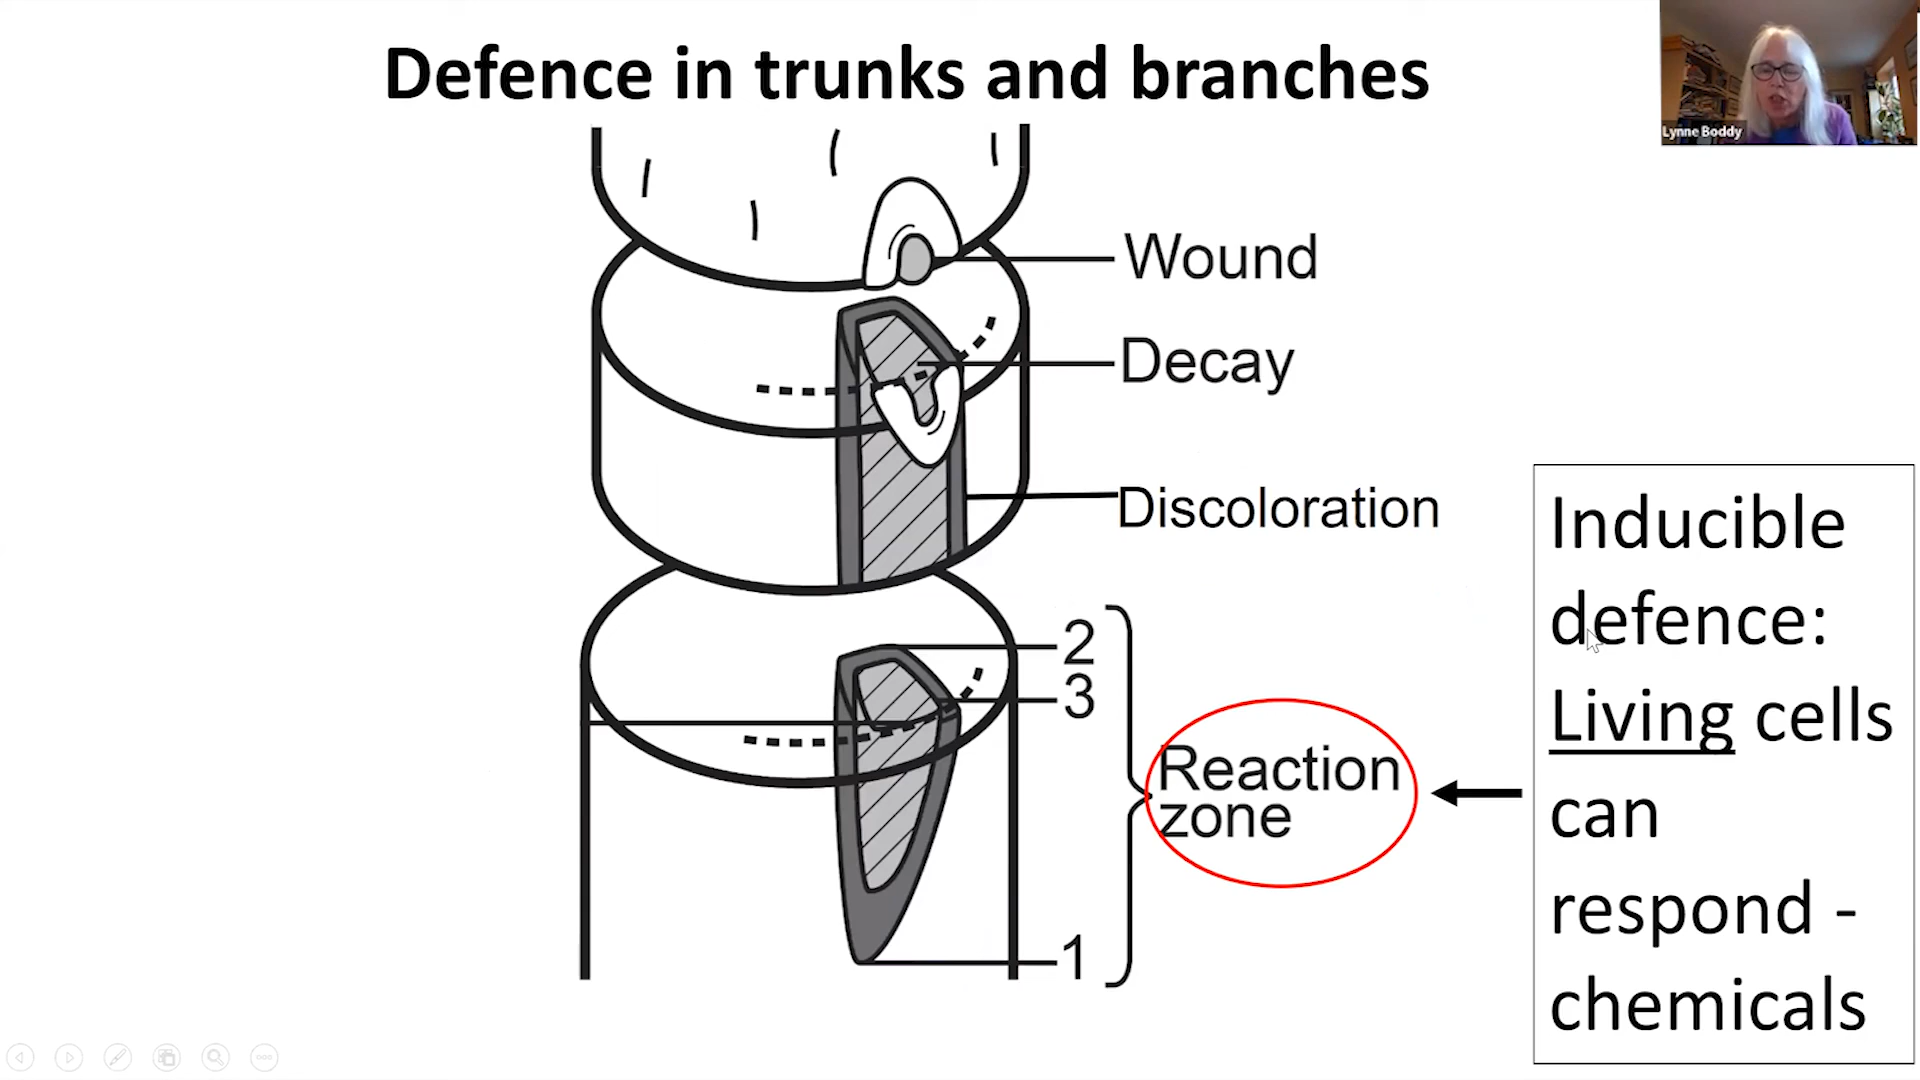 Defence in trunks and branches
Lynne Boddy
Wound
Decay
Discoloration
2
3
Reaction
zone
1
Inducible
defence:
Living cells
can
respond -
chemicals